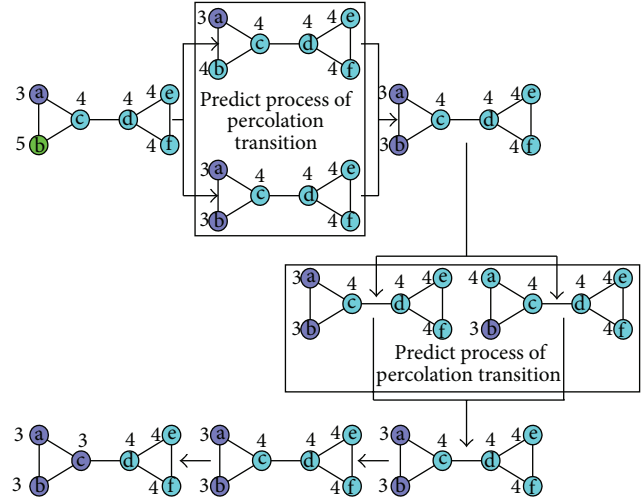 3 a 4 4 4 e
c d
4 b 4 f
3 a 4 4 4 e
c d
5 b 4 f
Predict process of
percolation
transition
3 a 4 4 4 e
c d
3 b 4 f
3 a 4 4 4 e
c d
3 b 4 f
3 a 4 4 4 e
c d
3 b 4 f
4 a 4 4 4 e
c d
3 b 4 f
Predict process of
percolation transition
3 a 3 4 4 e
c d
3 b 4 f
3 a 4 4 4 e
c d
3 b 4 f
3 a 4 4 4 e
c d
3 b 4 f